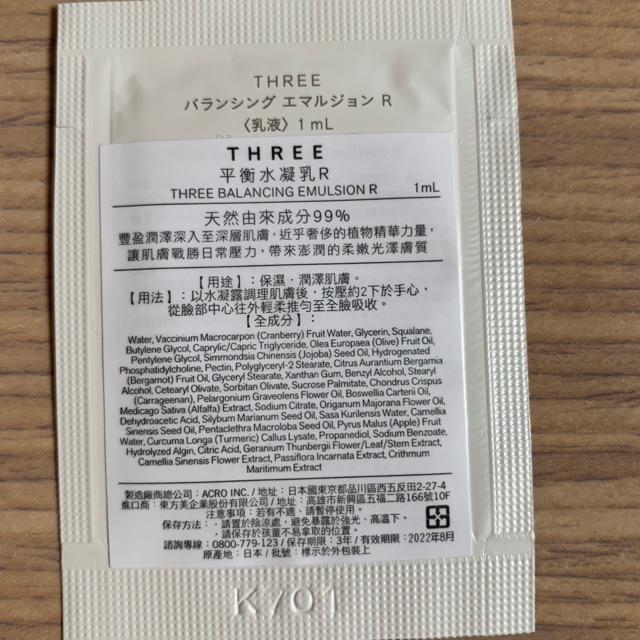 THREE
バランシング エマルジョン R
〈乳液〉1 mL
THREE
平衡水凝乳R
THREE BALANCING EMULSION R 1mL
天然由來成分99%
豐盈潤澤深入至深層肌膚，近乎奢侈的植物精華力量，
讓肌膚戰勝日常壓力，帶來澎潤的柔嫩光澤膚質
【用途】：保濕、潤澤肌膚。
【用法】：以水凝露調理肌膚後，按壓約2下於手心，
從臉部中心往外輕柔推勻至全臉吸收。
【全成分】：
Water, Vaccinium Macrocarpon (Cranberry) Fruit Water, Glycerin, Squalane,
Butylene Glycol, Caprylic/Capric Triglyceride, Olea Europaea (Olive) Fruit Oil,
Pentylene Glycol, Simmondsia Chinensis (Jojoba) Seed Oil, Hydrogenated
Phosphatidylcholine, Pectin, Polyglyceryl-2 Stearate, Citrus Aurantium Bergamia
(Bergamot) Fruit Oil, Glyceryl Stearate, Xanthan Gum, Benzyl Alcohol, Stearyl
Alcohol, Cetearyl Olivate, Sorbitan Olivate, Sucrose Palmitate, Chondrus Crispus
(Carrageenan), Pelargonium Graveolens Flower Oil, Boswellia Carterii Oil,
Medicago Sativa (Alfalfa) Extract, Sodium Citrate, Origanum Majorana Flower Oil,
Dehydroacetic Acid, Silybum Marianum Seed Oil, Sasa Kurilensis Water, Camellia
Sinensis Seed Oil, Pentaclethra Macroloba Seed Oil, Pyrus Malus (Apple) Fruit
Water, Curcuma Longa (Turmeric) Callus Lysate, Propanediol, Sodium Benzoate,
Hydrolyzed Algin, Citric Acid, Geranium Thunbergii Flower/Leaf/Stem Extract,
Camellia Sinensis Flower Extract, Passiflora Incarnata Extract, Crithmum
Maritimum Extract
製造廠商總公司：ACRO INC. / 地址：日本國東京都品川區西五反田2-27-4
進口商：東方美企業股份有限公司 / 地址：高雄市新興區五福二路166號10F
注意事項：若有不適、請暫停使用。
保存方法：．請置於陰涼處、避免暴露於強光、高溫下。
．請保存於孩童不易拿取的位置。
諮詢專線：0800-779-123 / 保存期限：3年 / 有效期限：2022年8月
原產地：日本 / 批號：標示於外包裝上
K701